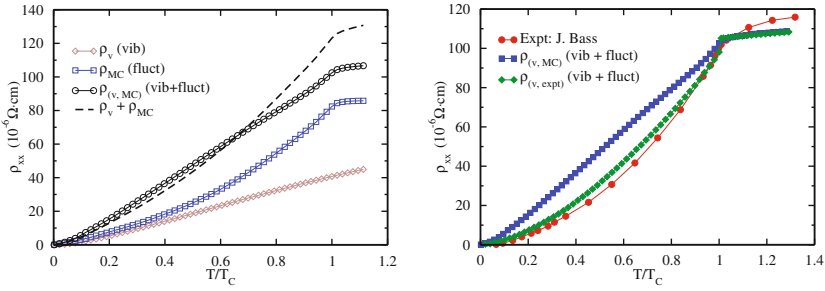 140
120
100
80
60
40
20
0
ρxx (10-6Ω·cm)
ρv (vib)
ρMC (fluct)
ρ(v, MC) (vib+fluct)
ρv + ρMC
0 0.2 0.4 0.6 0.8 1 1.2
T/TC
120
100
80
60
40
20
0
ρxx (10-6Ω·cm)
Expt: J. Bass
ρ(v, MC) (vib + fluct)
ρ(v, expt) (vib + fluct)
0 0.2 0.4 0.6 0.8 1 1.2 1.4
T/TC